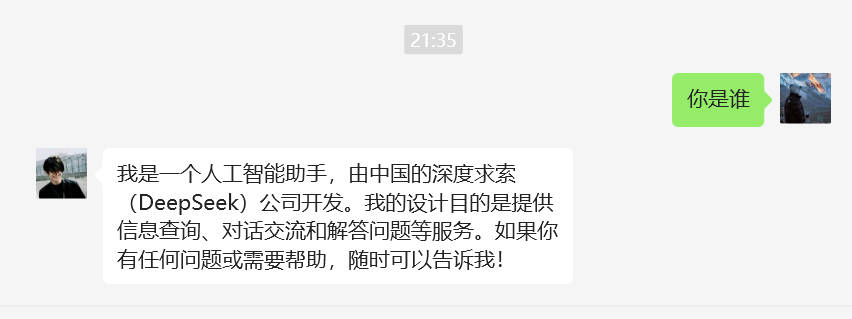 21:35
你是谁
我是一个人工智能助手，由中国的深度求索
（DeepSeek）公司开发。我的设计目的是提供
信息查询、对话交流和解答问题等服务。如果你
有任何问题或需要帮助，随时可以告诉我！